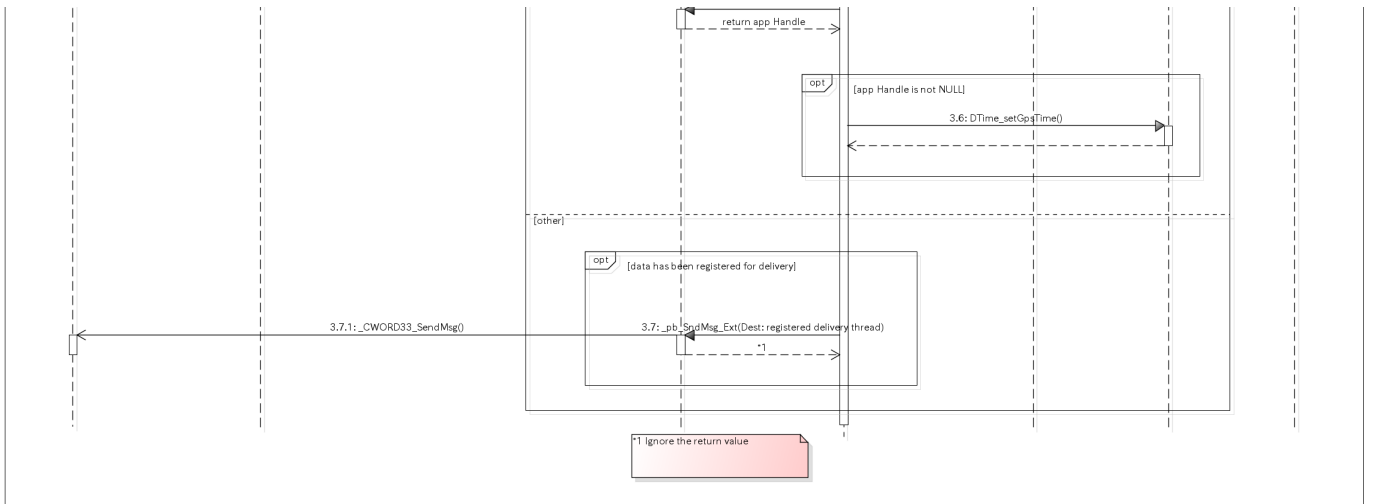 return app Handle
opt
[app Handle is not NULL]
3.6: DTime_setGpsTime()
[other]
opt
[data has been registered for delivery]
3.7.1: _CWORD33_SendMsg()
3.7: _pb_SndMsg_Ext(Dest: registered delivery thread)
*1
*1 Ignore the return value